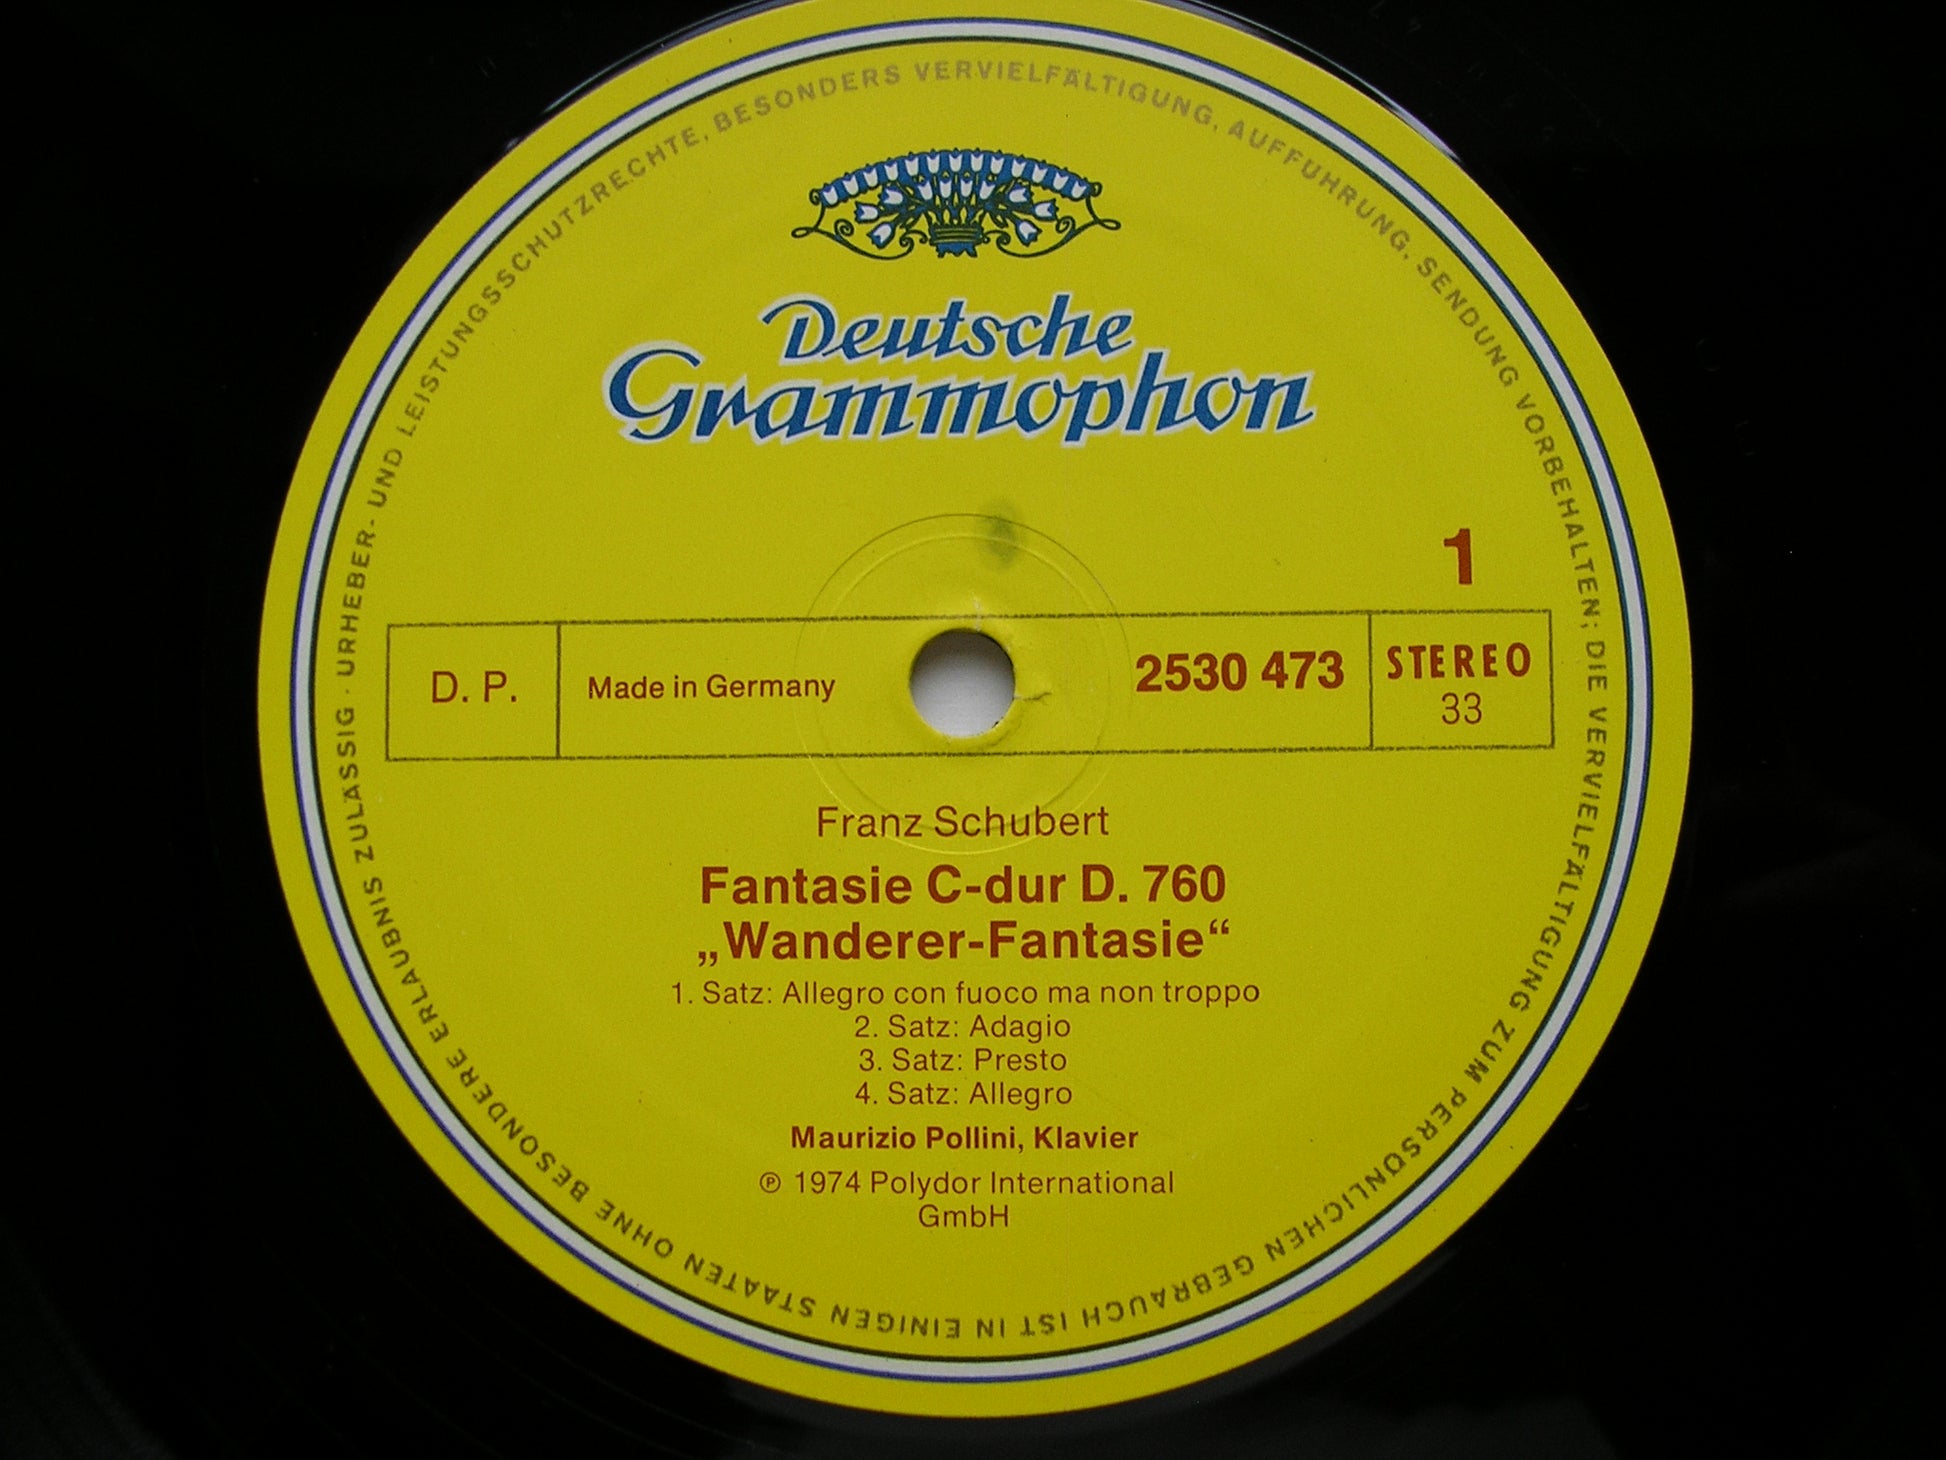 URHEBER- UND LEISTUNGSSCHUTZRECHTE, BESONDERS VERVIELFÄLTIGUNG, AUFFÜHRUNG, SENDUNG VORBEHALTEN; DIE VERVIELFÄLTIGUNG ZUM PERSÖNLICHEN GEBRAUCH IST IN EINIGEN STAATEN OHNE BESONDERE ERLAUBNIS ZULÄSSIG ·
Deutsche
Grammophon
1
D. P.
Made in Germany
2530 473
STEREO
33
Franz Schubert
Fantasie C-dur D. 760
„Wanderer-Fantasie“
1. Satz: Allegro con fuoco ma non troppo
2. Satz: Adagio
3. Satz: Presto
4. Satz: Allegro
Maurizio Pollini, Klavier
℗ 1974 Polydor International
GmbH